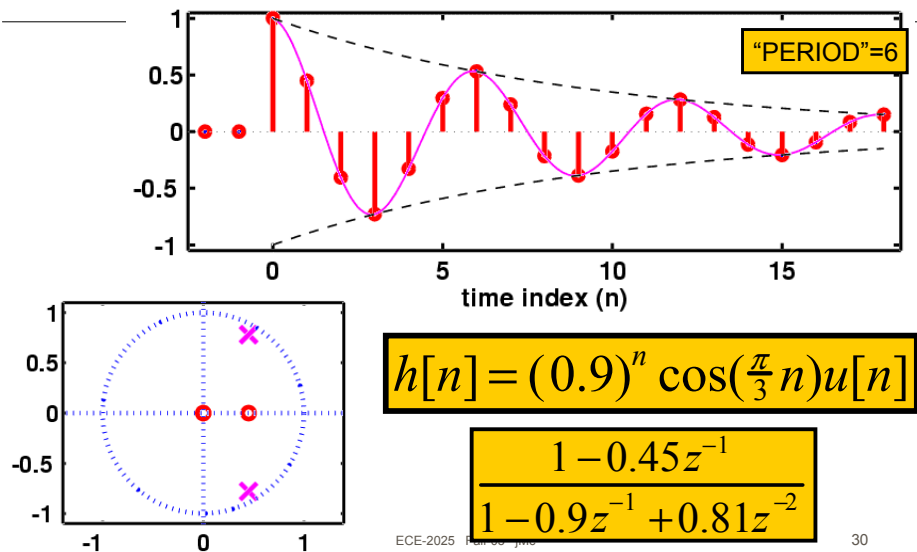 1
0.5
0
-0.5
-1
“PERIOD”=6
0 5 10 15
time index (n)
1
0.5
0
-0.5
-1
-1 0 1
h[n] = (0.9)^n cos(π/3 n)u[n]
1−0.45z^−1
1−0.9z^−1 +0.81z^−2
ECE-2025
30